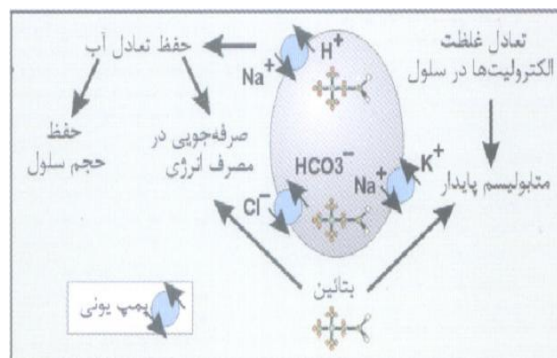 تعادل غلظت
الکترولیت‌ها در سلول
متابولیسم پایدار
حفظ تعادل آب
صرفه‌جویی در
مصرف انرژی
حفظ
حجم سلول
H⁺
Na⁺
HCO3⁻
K⁺
Na⁺
Cl⁻
بتائین
پمپ یونی